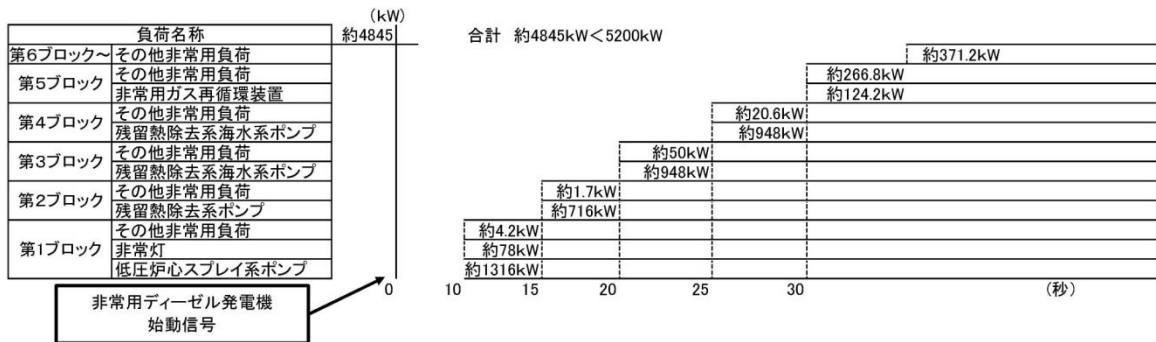 (kW)
負荷名称 約4845 合計 約4845kW<5200kW
第6ブロック~ その他非常用負荷 約371.2kW
第5ブロック その他非常用負荷 約266.8kW
非常用ガス再循環装置 約124.2kW
第4ブロック その他非常用負荷 約20.6kW
残留熱除去系海水系ポンプ 約948kW
第3ブロック その他非常用負荷 約50kW
残留熱除去系海水系ポンプ 約948kW
第2ブロック その他非常用負荷 約1.7kW
残留熱除去系ポンプ 約716kW
第1ブロック その他非常用負荷 約4.2kW
非常灯 約78kW
低圧炉心スプレイ系ポンプ 約1316kW
0 10 15 20 25 30 (秒)
非常用ディーゼル発電機
始動信号